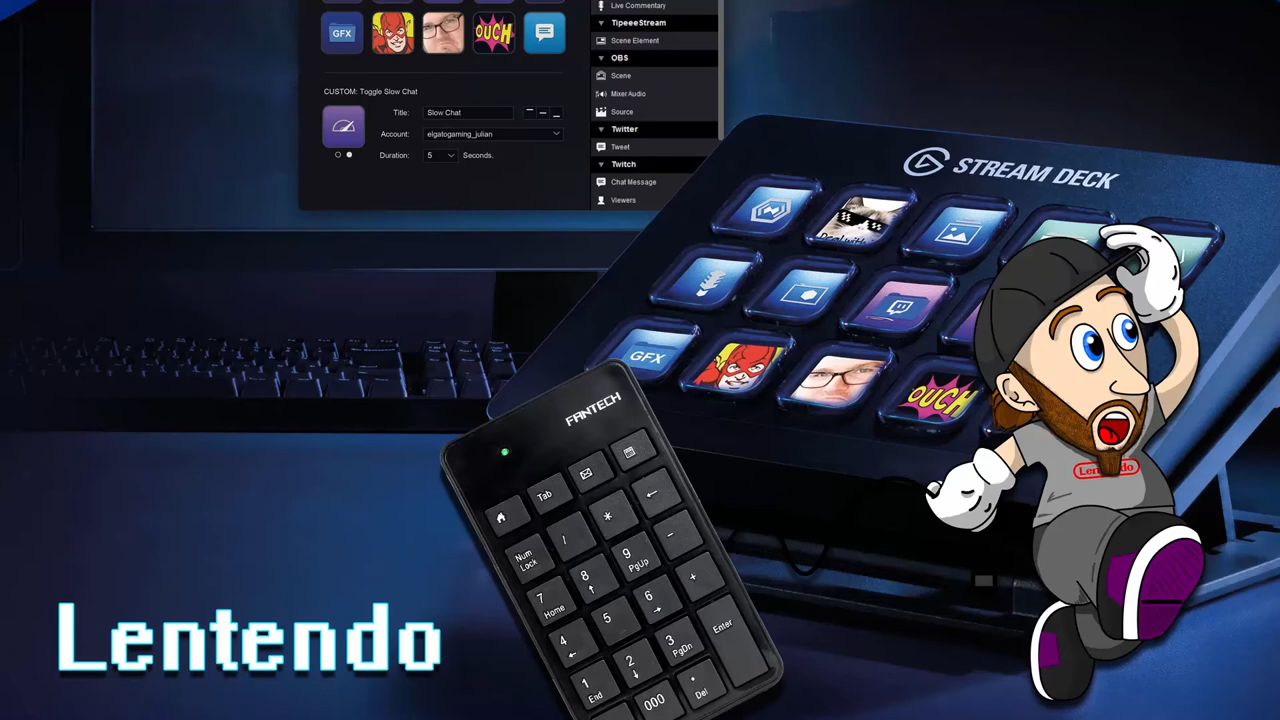 Live Commentary
TipeeeStream
Scene Element
OBS
Scene
Mixer Audio
Source
Twitter
Tweet
Twitch
Chat Message
Viewers
GFX
OUCH
CUSTOM: Toggle Slow Chat
Title: Slow Chat
Account: elgatogaming_julian
Duration: 5 Seconds.
STREAM DECK
Deal with
GFX
OUCH
FANTECH
Tab
Num Lock / * -
7 Home 8 9 PgUp +
4 5 6
1 End 2 3 PgDn Enter
000 . Del
Lentendo